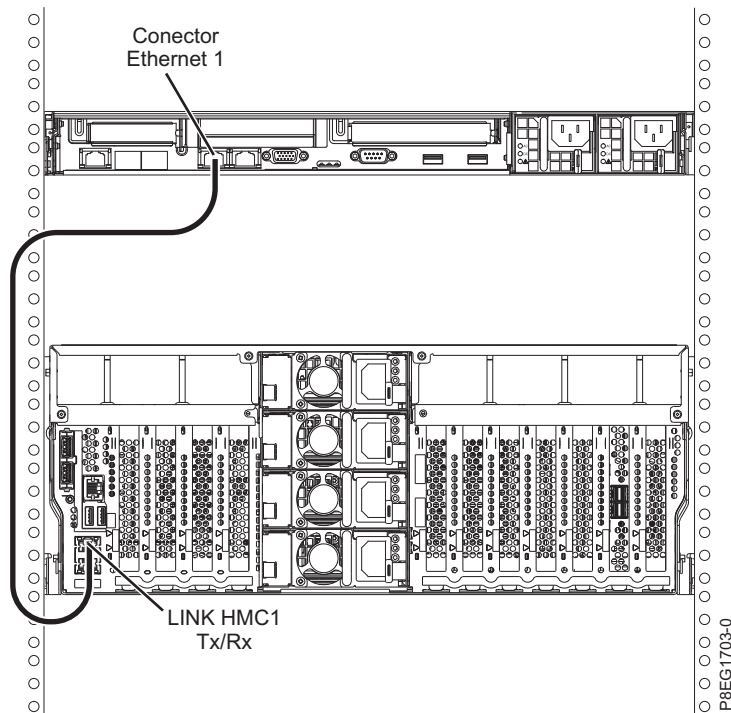 Conector
Ethernet 1
LINK HMC1
Tx/Rx
P8EG1703-0